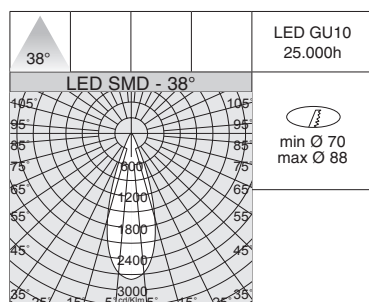 38°
LED GU10
25.000h
LED SMD - 38°
min Ø 70
max Ø 88
105° 105°
95° 95°
85° 85°
75° 75°
600
65° 65°
1200
55° 55°
1800
45° 45°
2400
3000
35° 25° 15° 5° cd/Klm 5° 15° 25° 35°